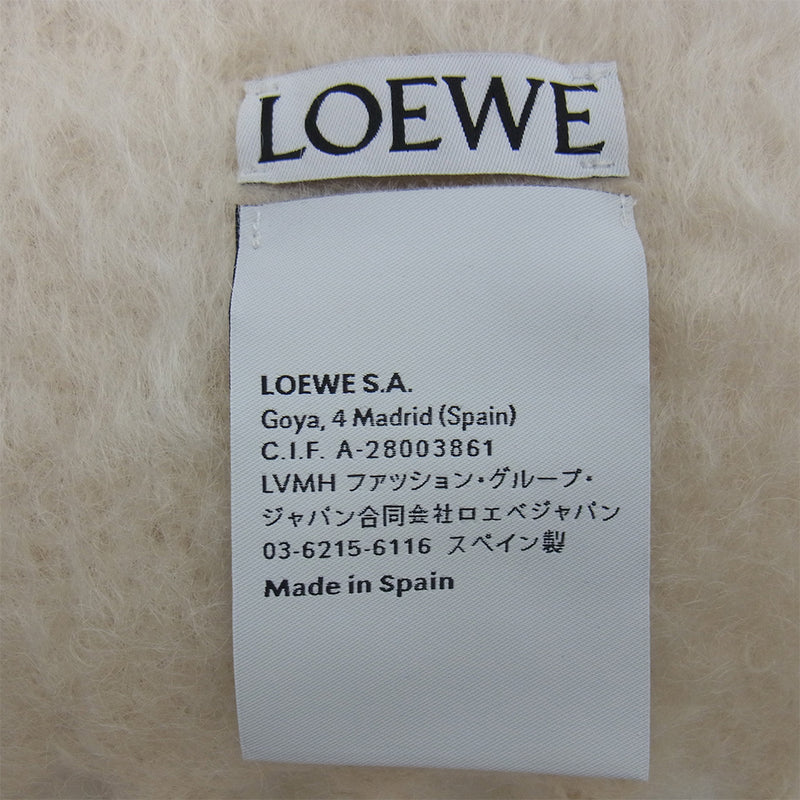 LOEWE
LOEWE S.A.
Goya, 4 Madrid (Spain)
C.I.F. A-28003861
LVMH ファッション・グループ・
ジャパン合同会社ロエベジャパン
03-6215-6116 スペイン製
Made in Spain